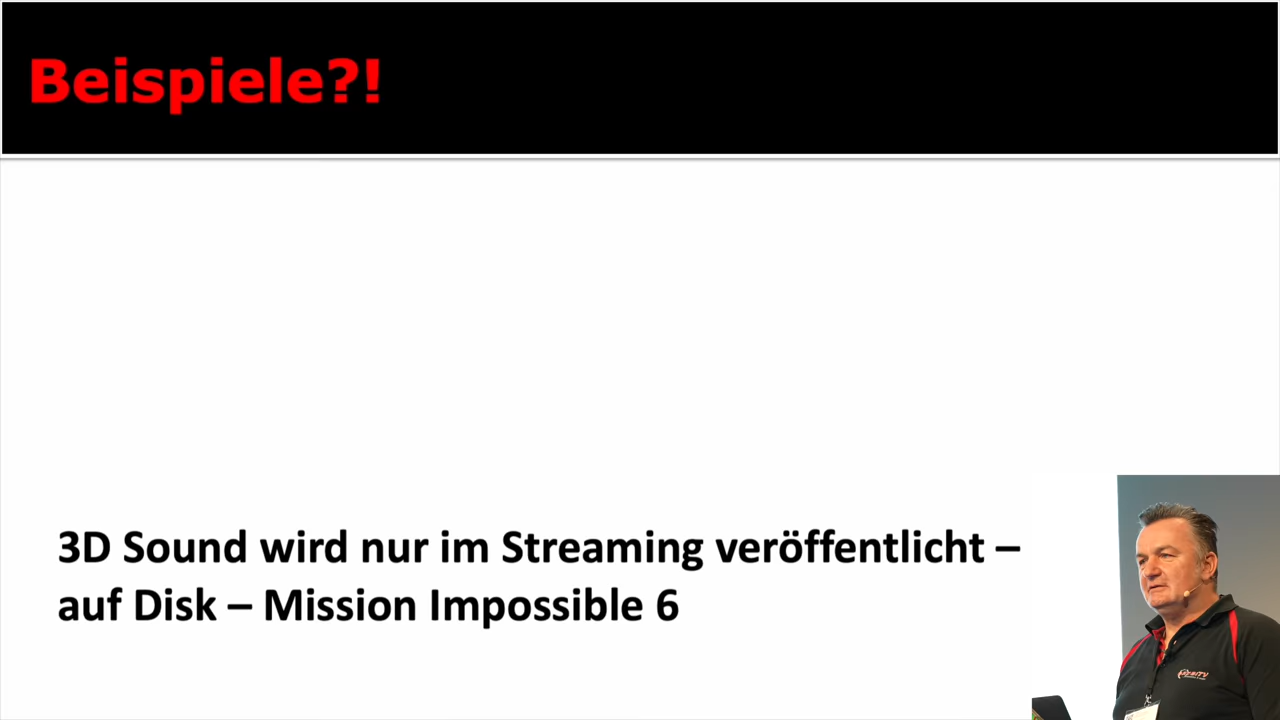 Beispiele?!
3D Sound wird nur im Streaming veröffentlicht –
auf Disk – Mission Impossible 6